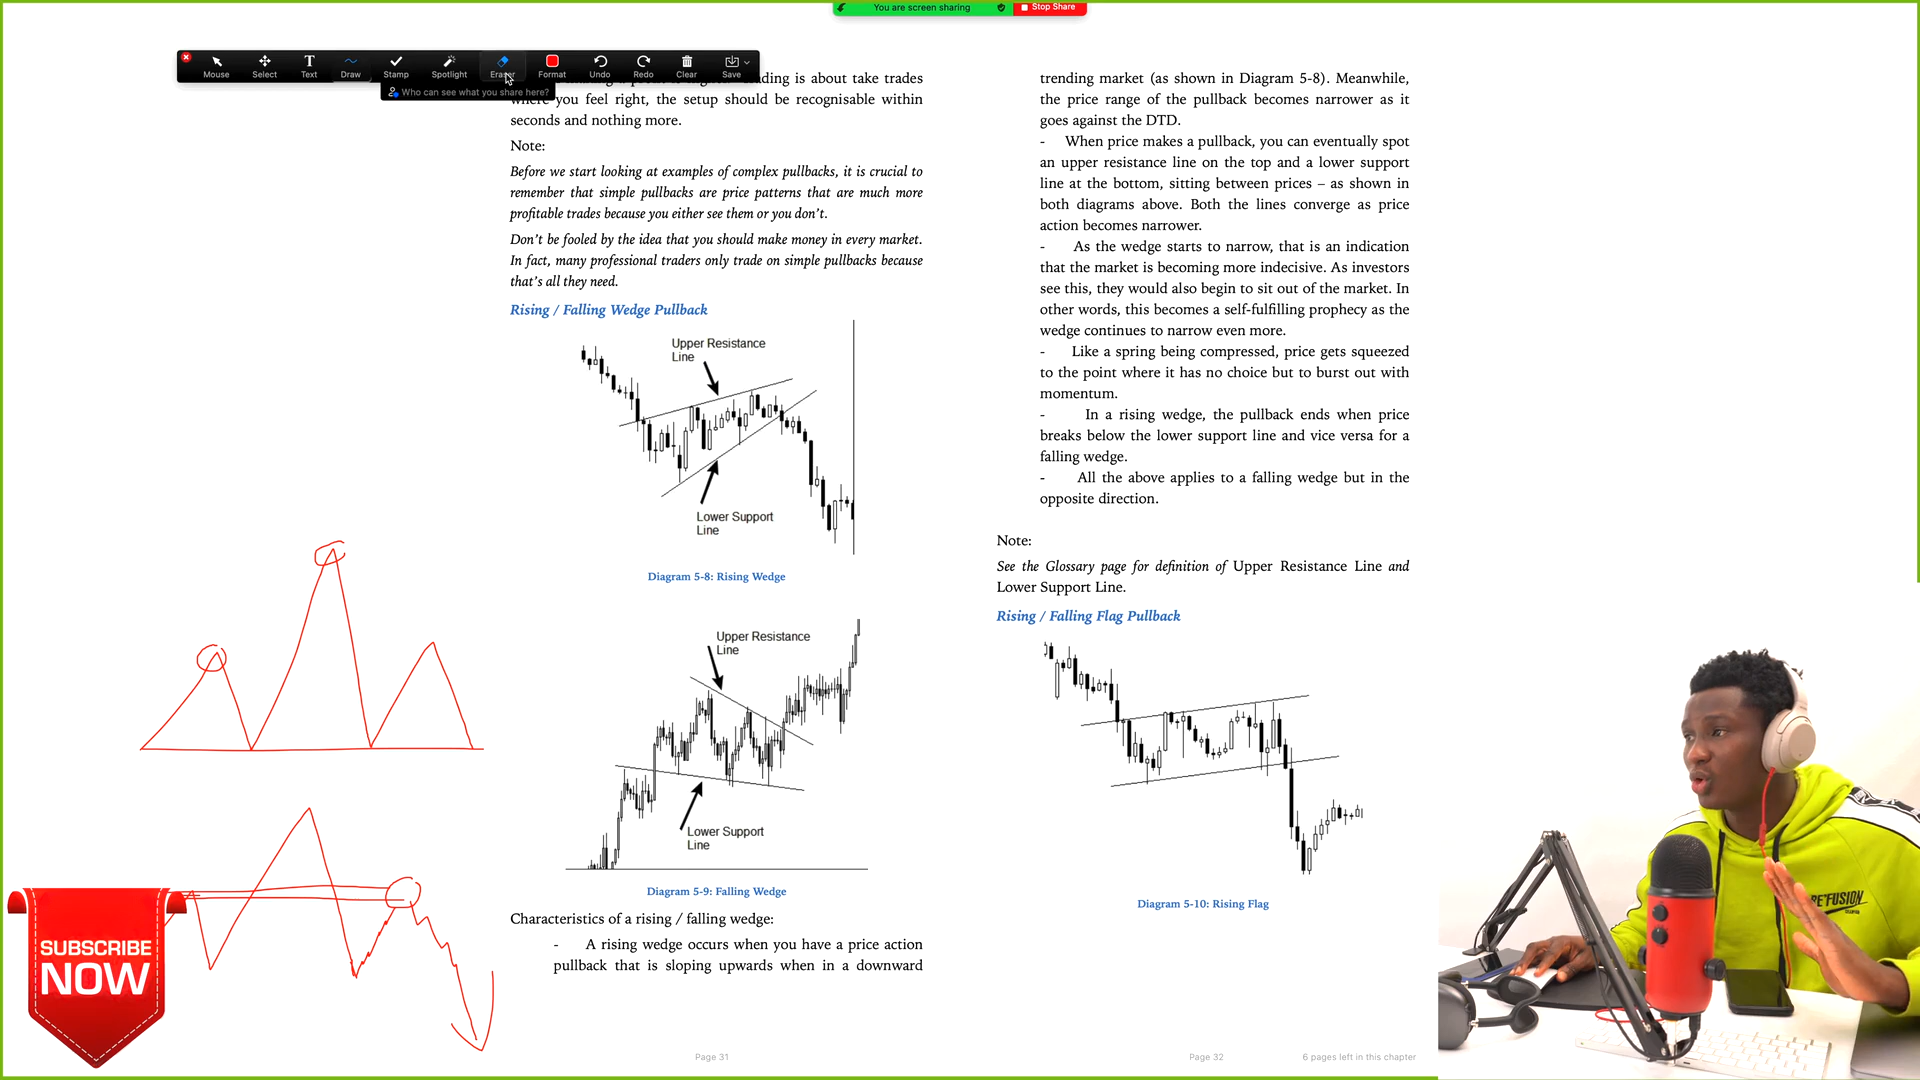 You are screen sharing
Stop Share
Mouse
Select
Text
Draw
Stamp
Spotlight
Eraser
Format
Undo
Redo
Clear
Save
Who can see what you share here?
ading is about take trades
where you feel right, the setup should be recognisable within
seconds and nothing more.
Note:
Before we start looking at examples of complex pullbacks, it is crucial to
remember that simple pullbacks are price patterns that are much more
profitable trades because you either see them or you don't.
Don't be fooled by the idea that you should make money in every market.
In fact, many professional traders only trade on simple pullbacks because
that's all they need.
Rising / Falling Wedge Pullback
Upper Resistance
Line
Lower Support
Line
Diagram 5-8: Rising Wedge
Upper Resistance
Line
Lower Support
Line
Diagram 5-9: Falling Wedge
Characteristics of a rising / falling wedge:
- A rising wedge occurs when you have a price action
pullback that is sloping upwards when in a downward
Page 31
trending market (as shown in Diagram 5-8). Meanwhile,
the price range of the pullback becomes narrower as it
goes against the DTD.
- When price makes a pullback, you can eventually spot
an upper resistance line on the top and a lower support
line at the bottom, sitting between prices – as shown in
both diagrams above. Both the lines converge as price
action becomes narrower.
- As the wedge starts to narrow, that is an indication
that the market is becoming more indecisive. As investors
see this, they would also begin to sit out of the market. In
other words, this becomes a self-fulfilling prophecy as the
wedge continues to narrow even more.
- Like a spring being compressed, price gets squeezed
to the point where it has no choice but to burst out with
momentum.
- In a rising wedge, the pullback ends when price
breaks below the lower support line and vice versa for a
falling wedge.
- All the above applies to a falling wedge but in the
opposite direction.
Note:
See the Glossary page for definition of Upper Resistance Line and
Lower Support Line.
Rising / Falling Flag Pullback
Diagram 5-10: Rising Flag
Page 32
6 pages left in this chapter
SUBSCRIBE
NOW
RE'FUSION